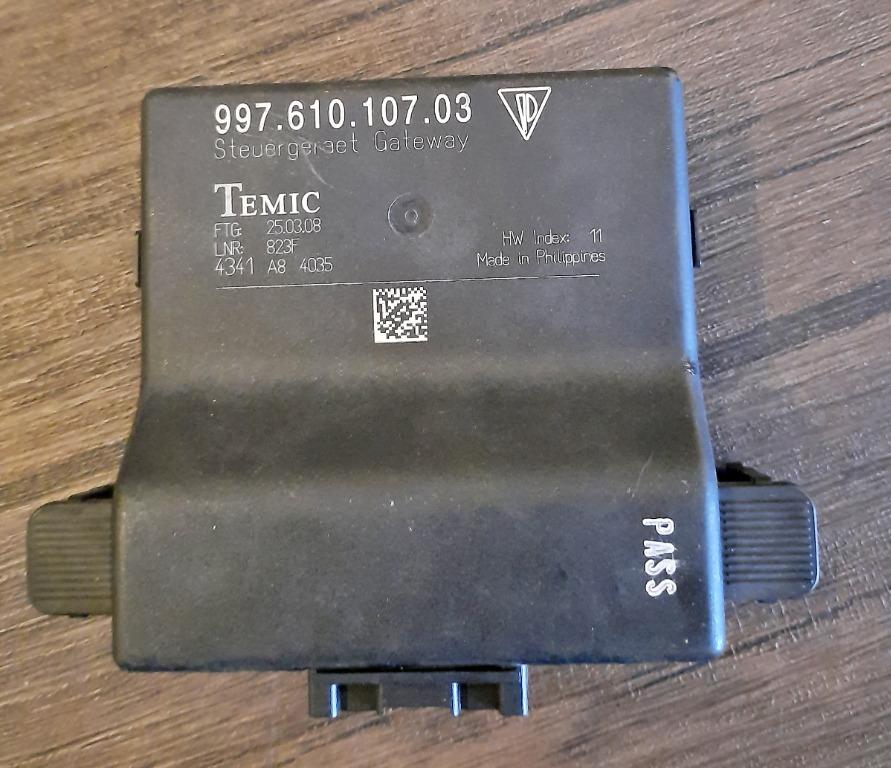 997.610.107.03
Steuergeraet Gateway
TEMIC
FTG: 25.03.08
LNR: 823F
4341 A8 4035
HW Index: 11
Made in Philippines
PASS